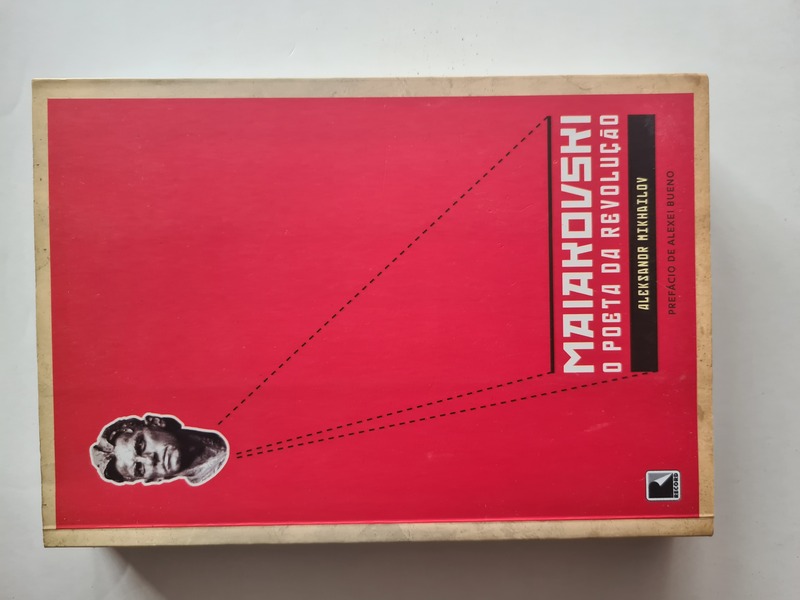 MAIAKOVSKI
O POETA DA REVOLUÇÃO
ALEKSANDR MIKHAILOV
PREFÁCIO DE ALEXEI BUENO
RECORD